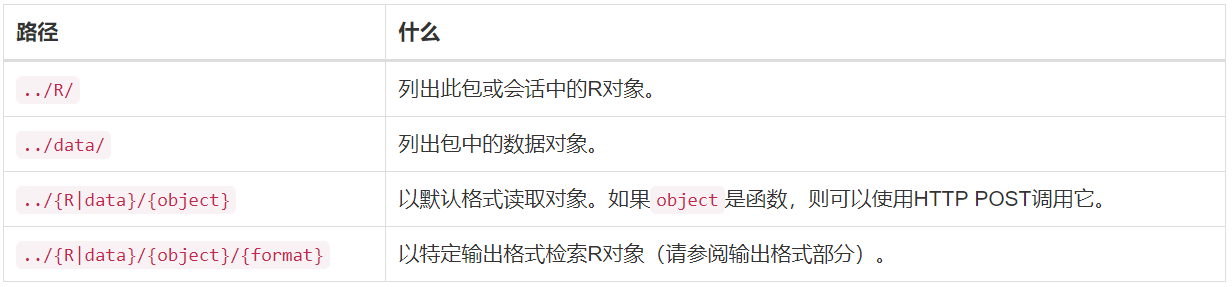 路径 什么
../R/ 列出此包或会话中的R对象。
../data/ 列出包中的数据对象。
../{R|data}/{object} 以默认格式读取对象。如果object是函数，则可以使用HTTP POST调用它。
../{R|data}/{object}/{format} 以特定输出格式检索R对象（请参阅输出格式部分）。